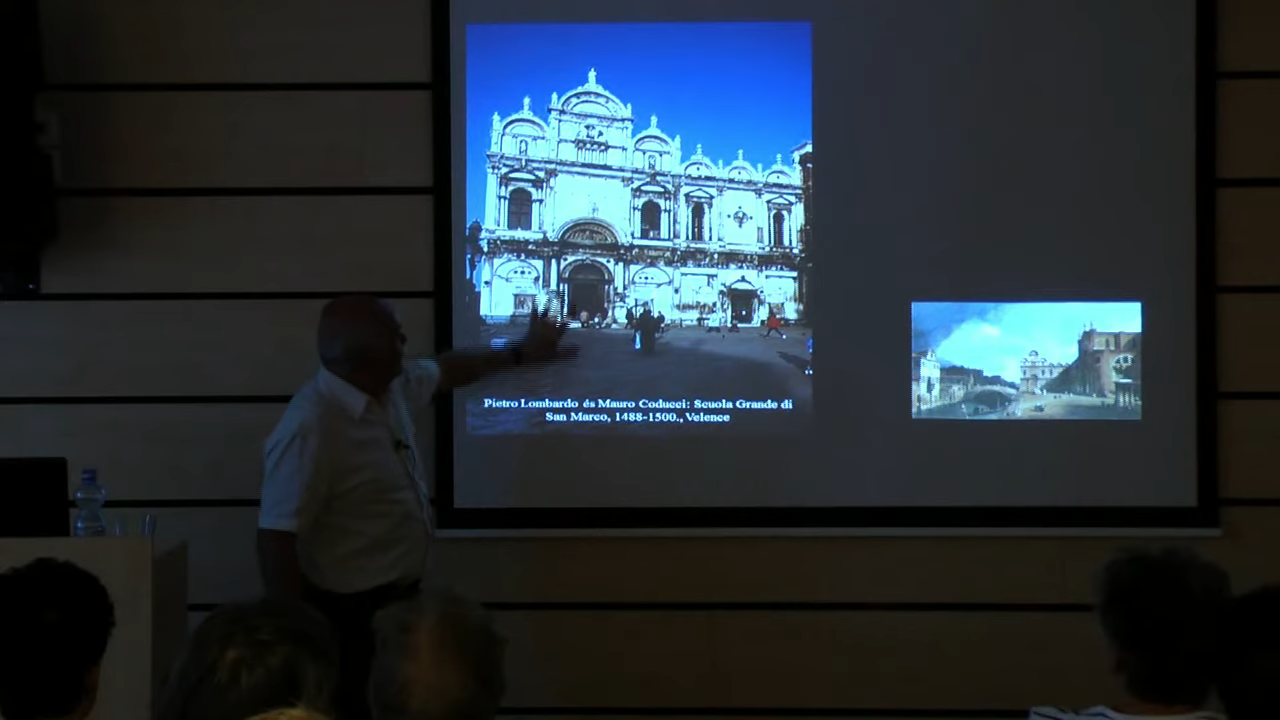 Pietro Lombardo és Mauro Coducci: Scuola Grande di
San Marco, 1488-1500., Velence